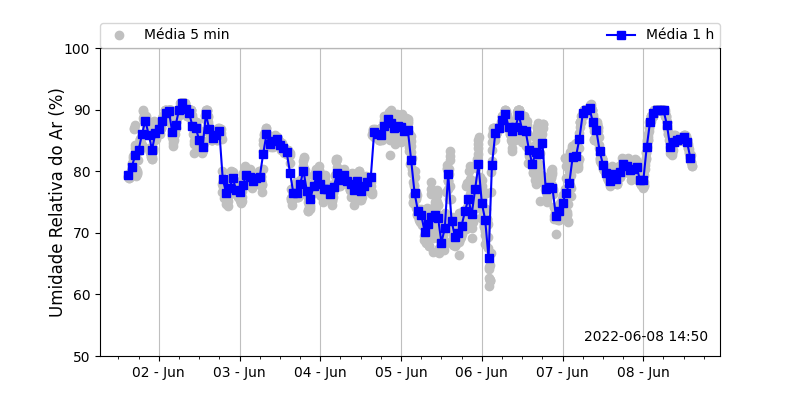 Média 5 min
Média 1 h
Umidade Relativa do Ar (%)
100
90
80
70
60
50
2022-06-08 14:50
02 - Jun
03 - Jun
04 - Jun
05 - Jun
06 - Jun
07 - Jun
08 - Jun